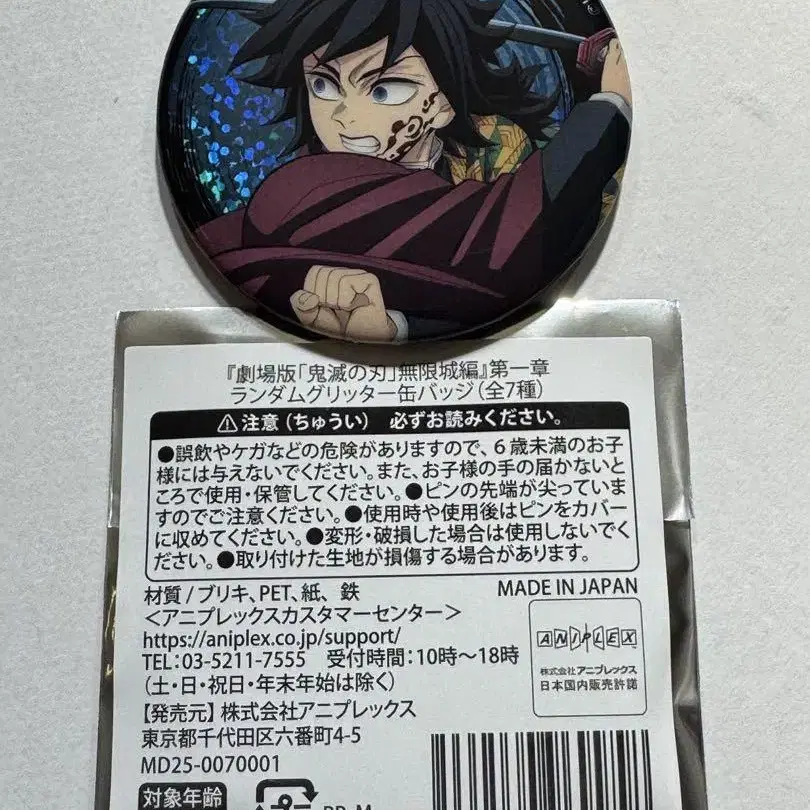 『劇場版「鬼滅の刃」無限城編』第一章
ランダムグリッター缶バッジ(全7種)
⚠注意(ちゅうい) 必ずお読みください。
●誤飲やケガなどの危険がありますので、6歳未満のお子
様には与えないでください。また、お子様の手の届かないと
ころで使用・保管してください。●ピンの先端が尖っていま
すのでご注意ください。●使用時や使用後はピンをカバー
に収めてください。●変形・破損した場合は使用しないでく
ださい。●取り付けた生地が損傷する場合があります。
材質/ブリキ、PET、紙、鉄
MADE IN JAPAN
<アニプレックスカスタマーセンター>
https://aniplex.co.jp/support/
TEL:03-5211-7555 受付時間:10時～18時
(土・日・祝日・年末年始は除く)
ANIPLEX
株式会社アニプレックス
日本国内販売許諾
【発売元】株式会社アニプレックス
東京都千代田区六番町4-5
MD25-0070001
対象年齢